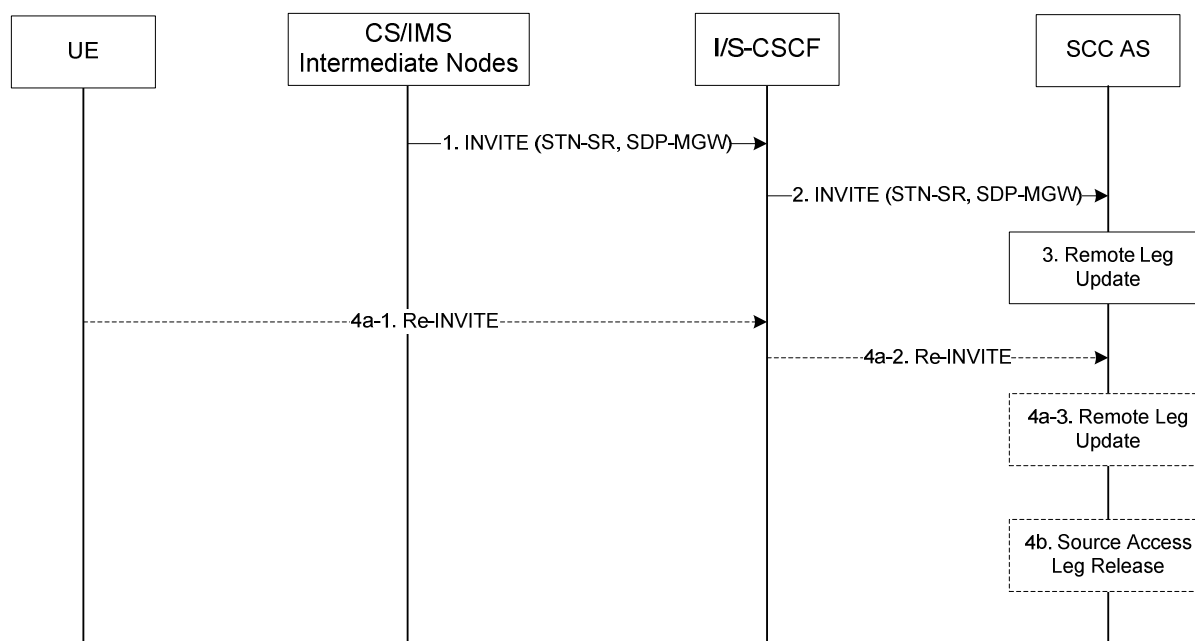 UE
CS/IMS
Intermediate Nodes
I/S-CSCF
SCC AS
1. INVITE (STN-SR, SDP-MGW)
2. INVITE (STN-SR, SDP-MGW)
3. Remote Leg
Update
4a-1. Re-INVITE
4a-2. Re-INVITE
4a-3. Remote Leg
Update
4b. Source Access
Leg Release